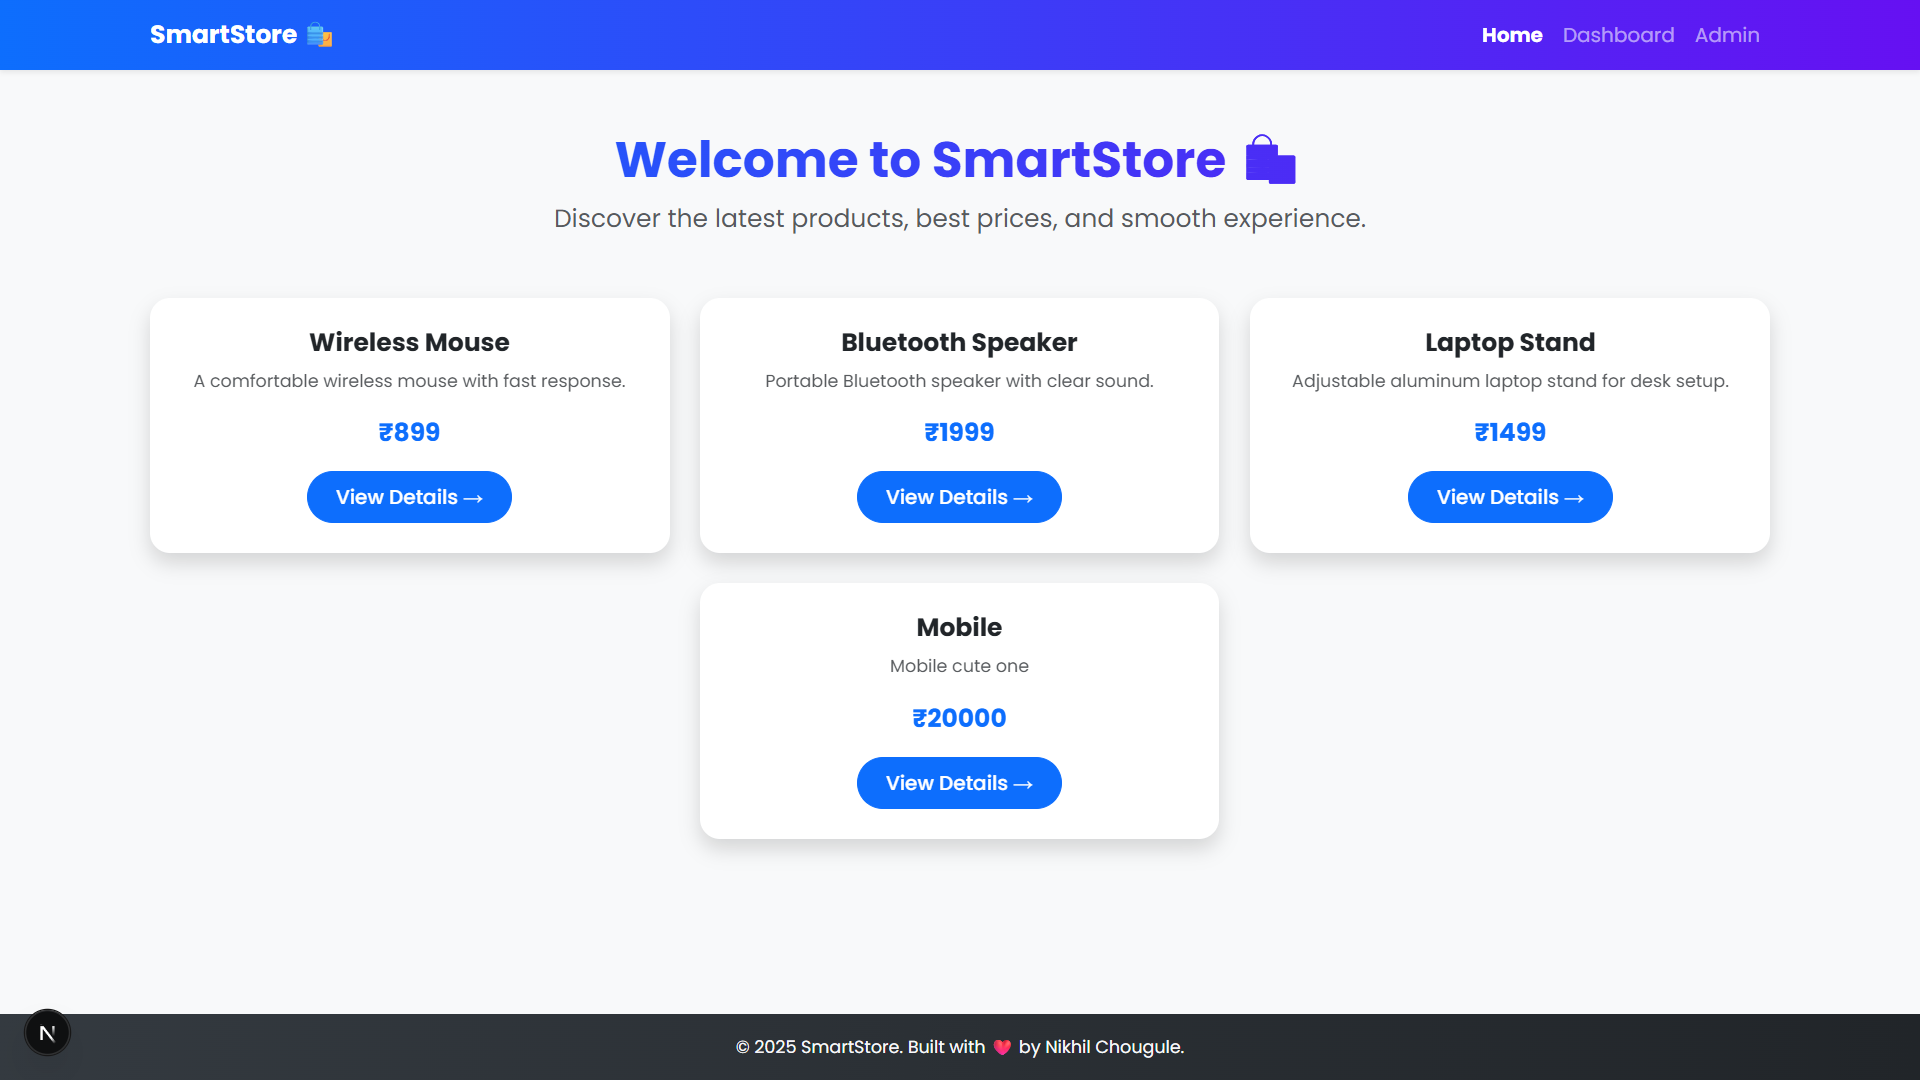 SmartStore 🛍️
Home Dashboard Admin
Welcome to SmartStore 🛍️
Discover the latest products, best prices, and smooth experience.
Wireless Mouse
A comfortable wireless mouse with fast response.
₹899
View Details →
Bluetooth Speaker
Portable Bluetooth speaker with clear sound.
₹1999
View Details →
Laptop Stand
Adjustable aluminum laptop stand for desk setup.
₹1499
View Details →
Mobile
Mobile cute one
₹20000
View Details →
N
© 2025 SmartStore. Built with ❤️ by Nikhil Chougule.